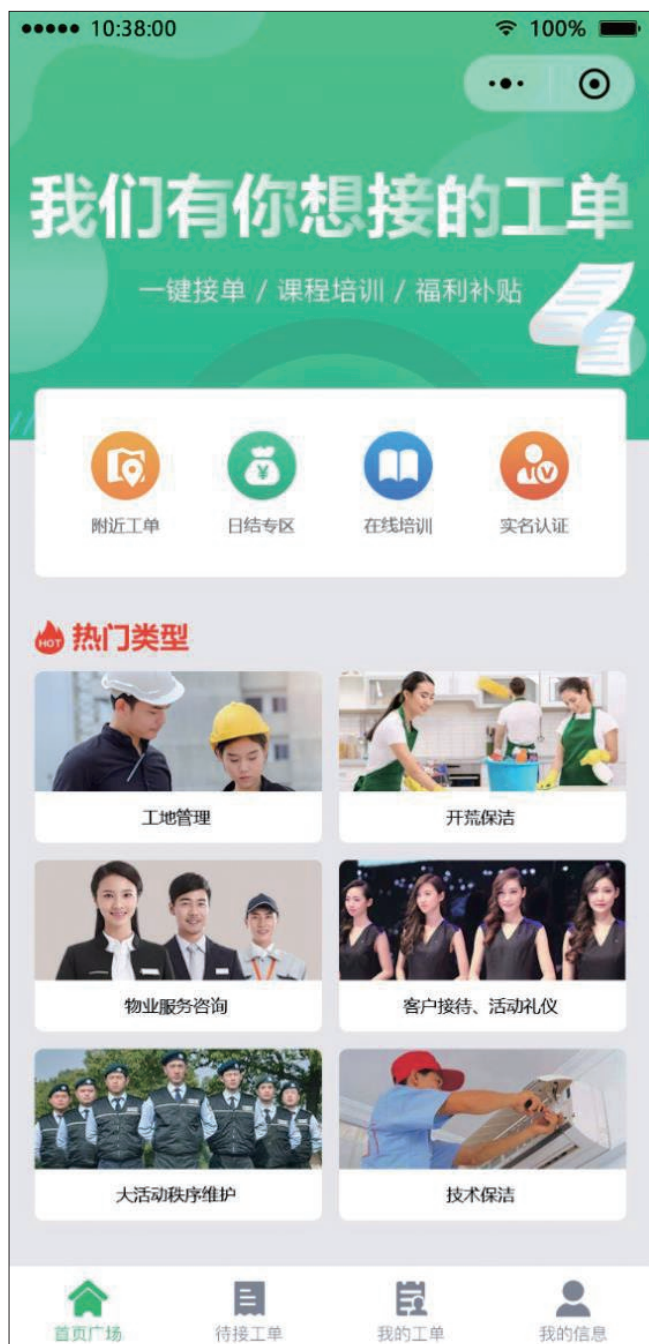 10:38:00 100%
我们有你想接的工单
一键接单 / 课程培训 / 福利补贴
附近工单 日结专区 在线培训 实名认证
HOT 热门类型
工地管理 开荒保洁
物业服务咨询 客户接待、活动礼仪
大活动秩序维护 技术保洁
首页广场 待接工单 我的工单 我的信息